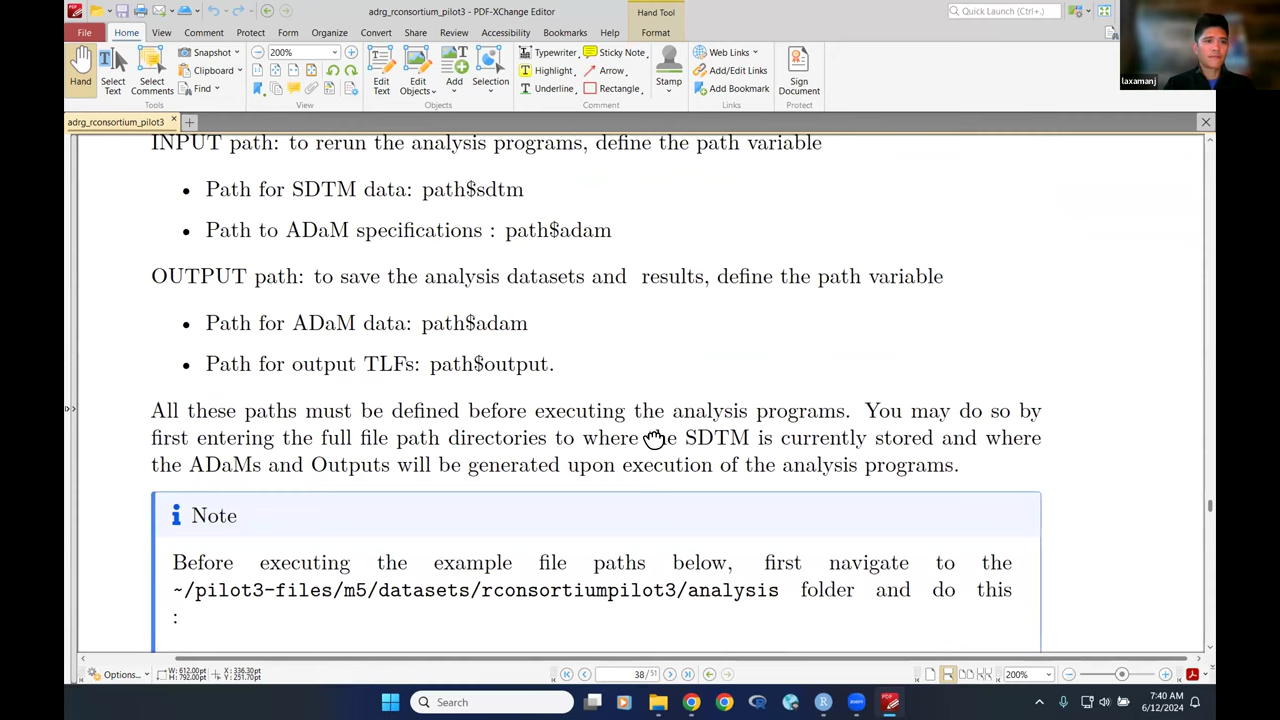 adrg_rconsortium_pilot3 - PDF-XChange Editor
Hand Tool
Quick Launch (Ctrl+.)
File Home View Comment Protect Form Organize Convert Share Review Accessibility Bookmarks Help Format
Hand
Select Text
Select Comments
Snapshot
Clipboard
Find
Tools
200%
View
Edit Text
Edit Objects
Add
Selection
Objects
Typewriter
Highlight
Underline
Sticky Note
Arrow
Rectangle
Stamp
Comment
Web Links
Add/Edit Links
Add Bookmark
Links
Sign Document
Protect
laxamanj
adrg_rconsortium_pilot3
INPUT path: to rerun the analysis programs, define the path variable
• Path for SDTM data: path$sdtm
• Path to ADaM specifications : path$adam
OUTPUT path: to save the analysis datasets and results, define the path variable
• Path for ADaM data: path$adam
• Path for output TLFs: path$output.
All these paths must be defined before executing the analysis programs. You may do so by
first entering the full file path directories to where the SDTM is currently stored and where
the ADaMs and Outputs will be generated upon execution of the analysis programs.
Note
Before executing the example file paths below, first navigate to the
~/pilot3-files/m5/datasets/rconsortiumpilot3/analysis folder and do this
:
Options...
W: 612.00pt
H: 792.00pt
X: 336.30pt
Y: 251.70pt
38 / 51
200%
Search
7:40 AM
6/12/2024